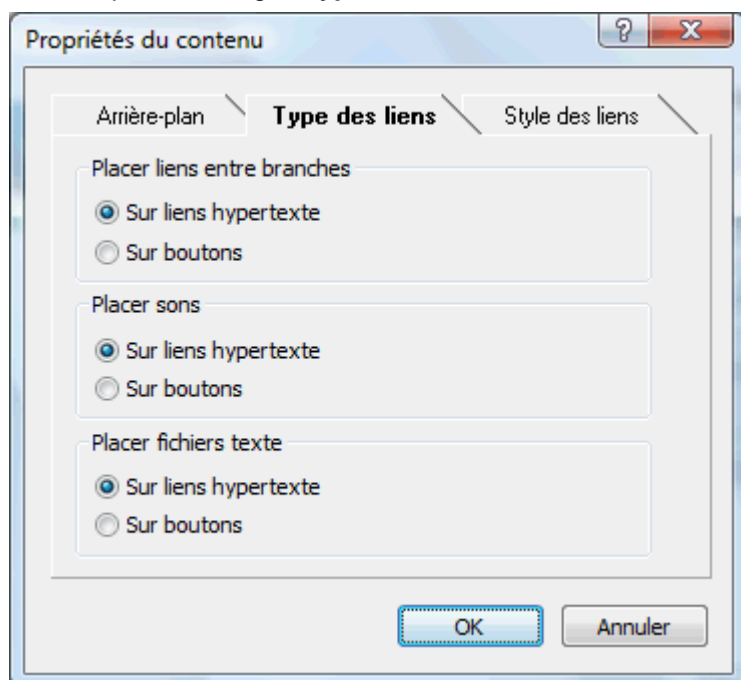 Propriétés du contenu
Arrière-plan Type des liens Style des liens
Placer liens entre branches
Sur liens hypertexte
Sur boutons
Placer sons
Sur liens hypertexte
Sur boutons
Placer fichiers texte
Sur liens hypertexte
Sur boutons
OK Annuler